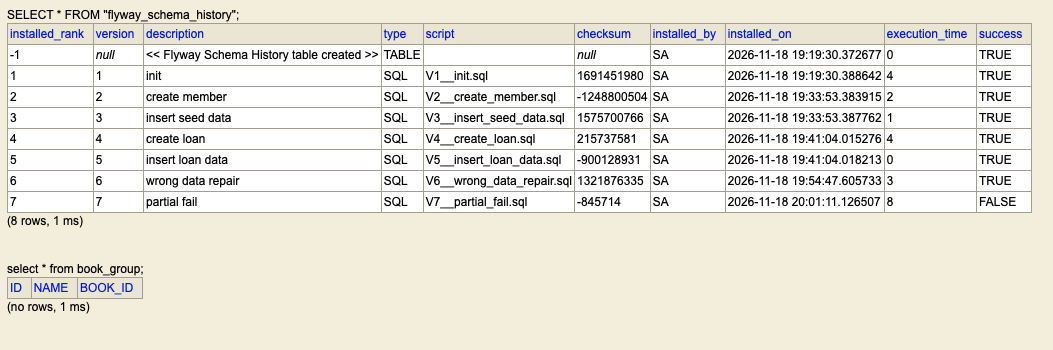 SELECT * FROM "flyway_schema_history";
installed_rank version description type script checksum installed_by installed_on execution_time success
-1 null << Flyway Schema History table created >> TABLE null SA 2026-11-18 19:19:30.372677 0 TRUE
1 1 init SQL V1__init.sql 1691451980 SA 2026-11-18 19:19:30.388642 4 TRUE
2 2 create member SQL V2__create_member.sql -1248800504 SA 2026-11-18 19:33:53.383915 2 TRUE
3 3 insert seed data SQL V3__insert_seed_data.sql 1575700766 SA 2026-11-18 19:33:53.387762 1 TRUE
4 4 create loan SQL V4__create_loan.sql 215737581 SA 2026-11-18 19:41:04.015276 4 TRUE
5 5 insert loan data SQL V5__insert_loan_data.sql -900128931 SA 2026-11-18 19:41:04.018213 0 TRUE
6 6 wrong data repair SQL V6__wrong_data_repair.sql 1321876335 SA 2026-11-18 19:54:47.605733 3 TRUE
7 7 partial fail SQL V7__partial_fail.sql -845714 SA 2026-11-18 20:01:11.126507 8 FALSE
(8 rows, 1 ms)
select * from book_group;
ID NAME BOOK_ID
(no rows, 1 ms)